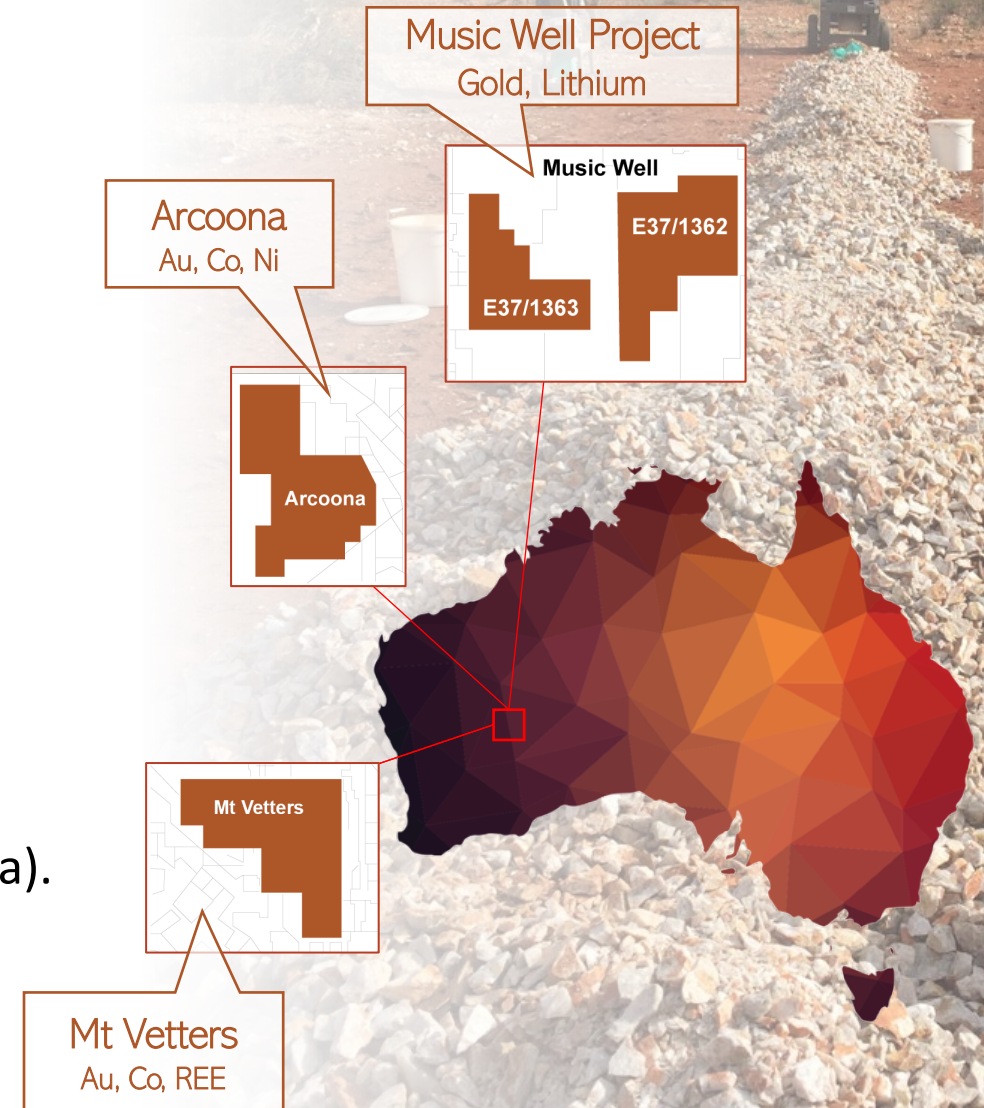 Music Well Project
Gold, Lithium
Music Well
E37/1362
E37/1363
Arcoona
Au, Co, Ni
Arcoona
Mt Vetters
a).
Mt Vetters
Au, Co, REE